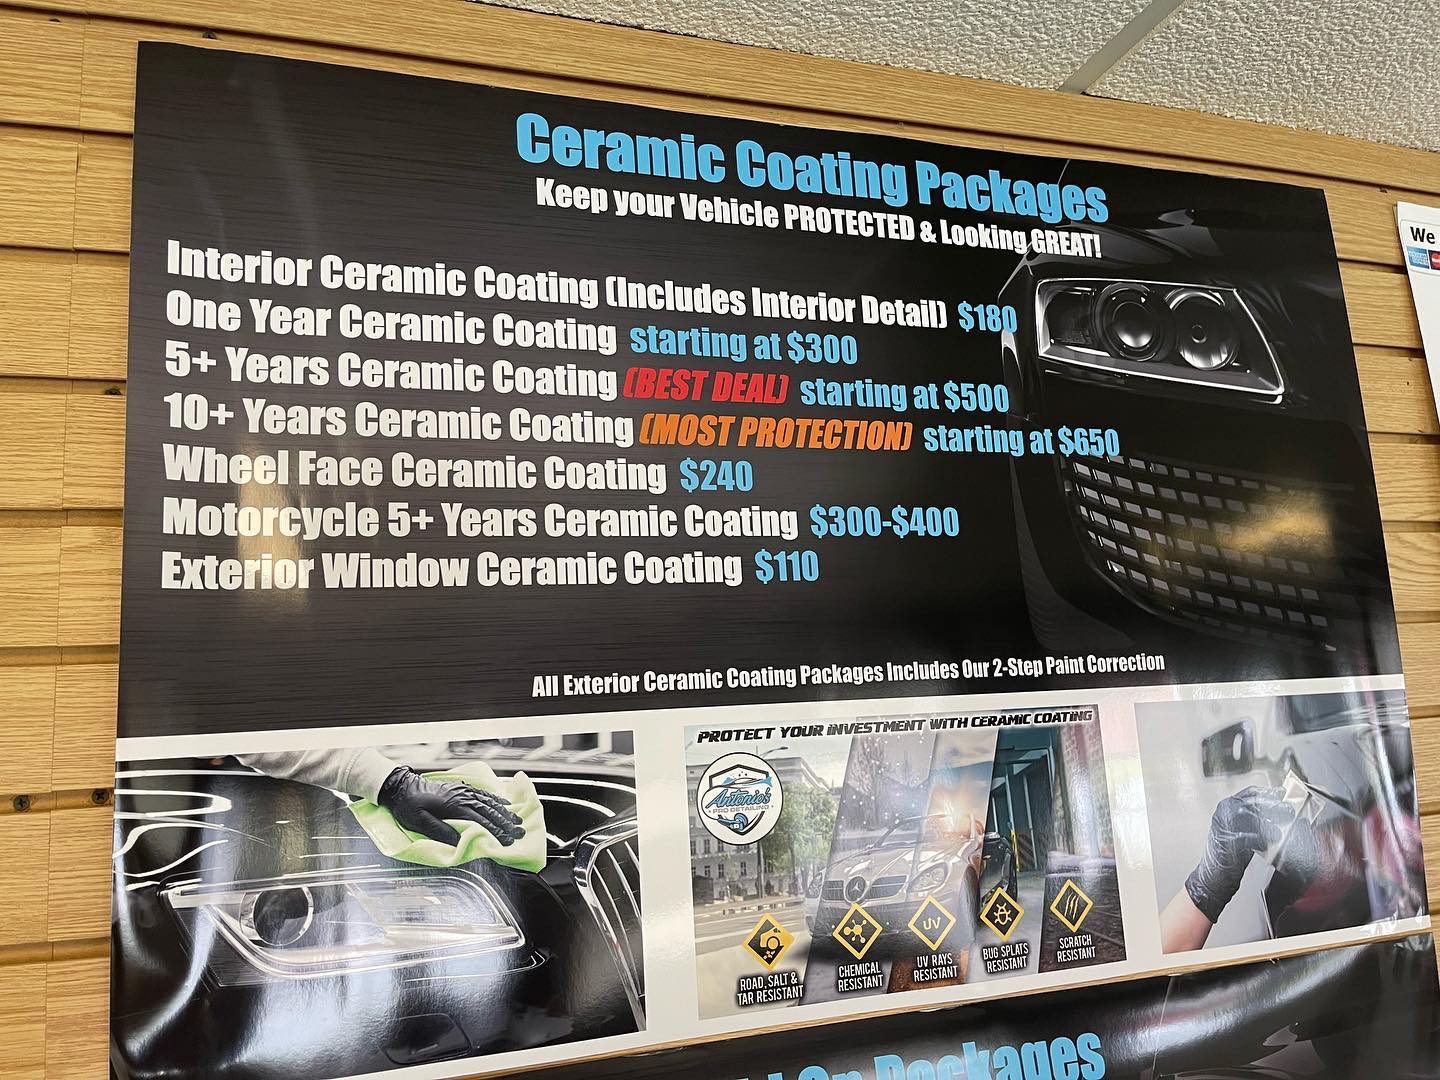 Ceramic Coating Packages
Keep your Vehicle PROTECTED & Looking GREAT!
Interior Ceramic Coating (Includes Interior Detail) $180
One Year Ceramic Coating starting at $300
5+ Years Ceramic Coating (BEST DEAL) starting at $500
10+ Years Ceramic Coating (MOST PROTECTION) starting at $650
Wheel Face Ceramic Coating $240
Motorcycle 5+ Years Ceramic Coating $300-$400
Exterior Window Ceramic Coating $110
All Exterior Ceramic Coating Packages Includes Our 2-Step Paint Correction
PROTECT YOUR INVESTMENT WITH CERAMIC COATING
Antonio's
PRO DETAILING
ROAD, SALT &
TAR RESISTANT
CHEMICAL
RESISTANT
UV
UV RAYS
RESISTANT
BUG SPLATS
RESISTANT
SCRATCH
RESISTANT
We
On Packages